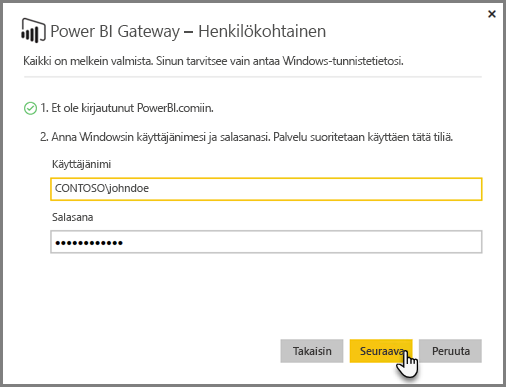 Power BI Gateway – Henkilökohtainen
Kaikki on melkein valmista. Sinun tarvitsee vain antaa Windows-tunnistetietosi.
1. Et ole kirjautunut PowerBI.comiin.
2. Anna Windowsin käyttäjänimesi ja salasanasi. Palvelu suoritetaan käyttäen tätä tiliä.
Käyttäjänimi
CONTOSO\johndoe
Salasana
••••••••••••
Takaisin Seuraava Peruuta